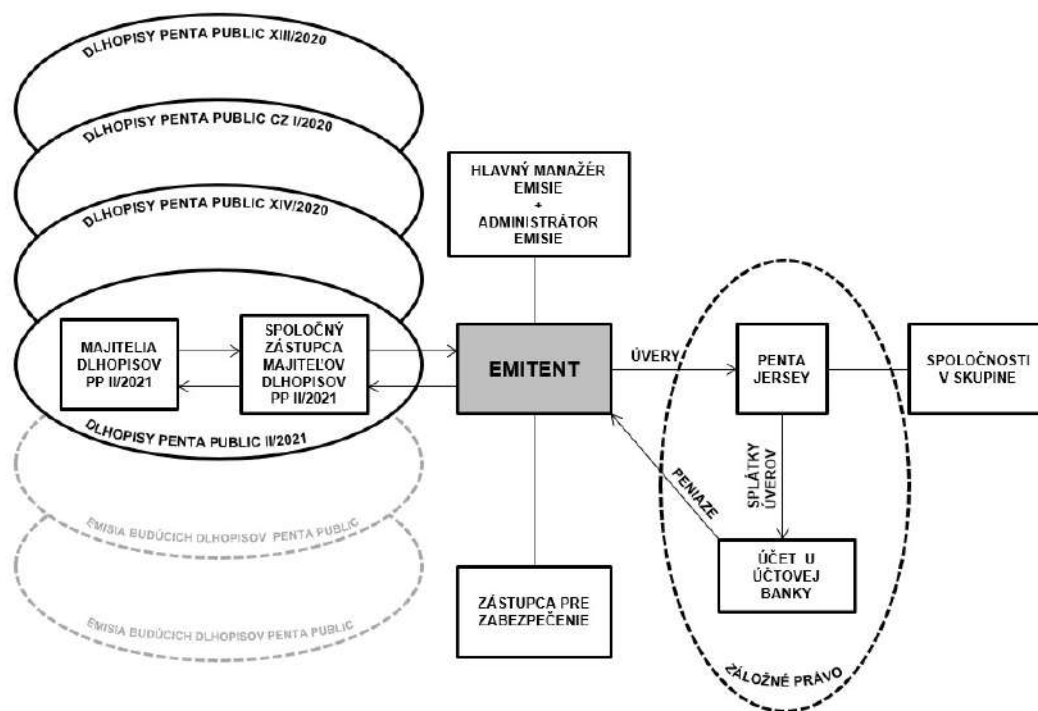 DLHOPISY PENTA PUBLIC XIII/2020
DLHOPISY PENTA PUBLIC CZ I/2020
DLHOPISY PENTA PUBLIC XIV/2020
MAJITELIA
DLHOPISOV
PP II/2021
SPOLOČNÝ
ZÁSTUPCA
MAJITEĽOV
DLHOPISOV
PP II/2021
DLHOPISY PENTA PUBLIC II/2021
EMISIA BUDÚCICH DLHOPISOV PENTA PUBLIC
EMISIA BUDÚCICH DLHOPISOV PENTA PUBLIC
HLAVNÝ MANAŽÉR
EMISIE
+
ADMINISTRÁTOR
EMISIE
EMITENT
ZÁSTUPCA PRE
ZABEZPEČENIE
ÚVERY
PENTA
JERSEY
SPOLOČNOSTI
V SKUPINE
PENIAZE
SPLÁTKY
ÚVEROV
ÚČET U
ÚČTOVEJ
BANKY
ZÁLOŽNÉ PRÁVO